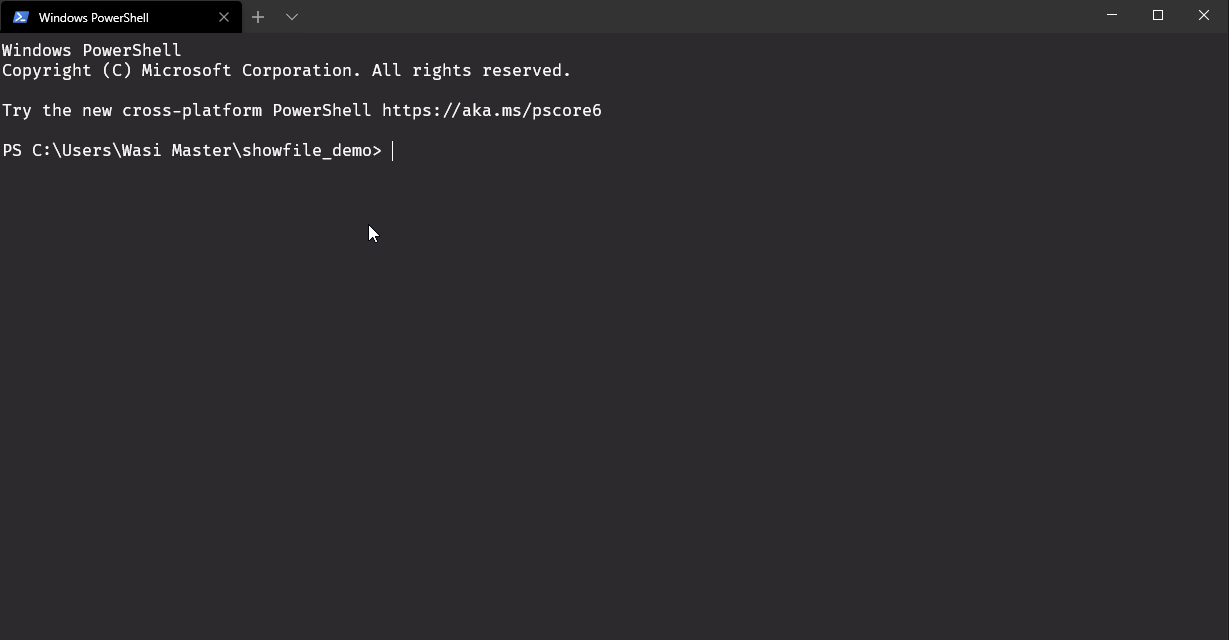 Windows PowerShell
Windows PowerShell
Copyright (C) Microsoft Corporation. All rights reserved.
Try the new cross-platform PowerShell https://aka.ms/pscore6
PS C:\Users\Wasi Master\showfile_demo>